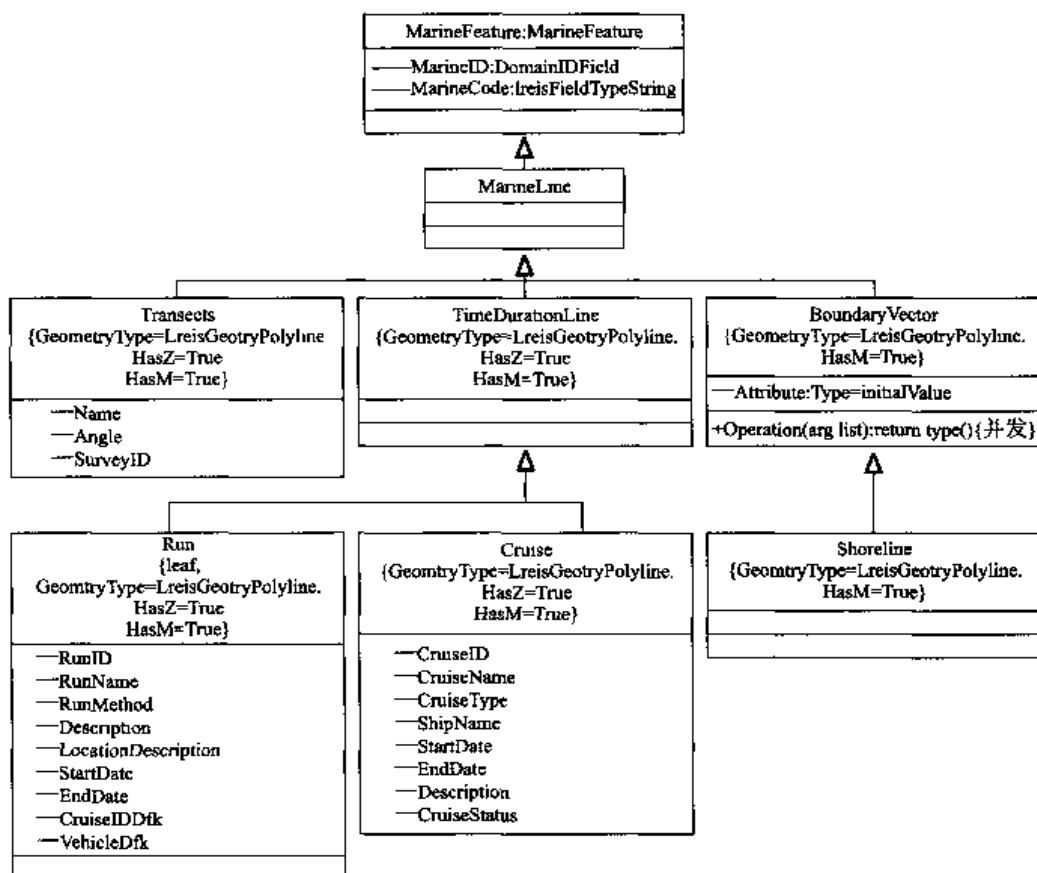 MarineFeature:MarineFeature
—MarineID:DomainIDField
—MarineCode:IreisFieldTypeString
MarineLine
Transects
{GeometryType=LreisGeotryPolyline
HasZ=True
HasM=True}
—Name
—Angle
—SurveyID
TimeDurationLine
{GeometryType=LreisGeotryPolyline.
HasZ=True
HasM=True}
BoundaryVector
{GeometryType=LreisGeotryPolyline.
HasM=True}
—Attribute:Type=initialValue
+Operation(arg list):return type(){并发}
Run
{leaf,
GeomtryType=LreisGeotryPolyline.
HasZ=True
HasM=True}
—RunID
—RunName
—RunMethod
—Description
—LocationDescription
—StartDate
—EndDate
—CruiseIDDfk
—VehicleDfk
Cruise
{GeomtryType=LreisGeotryPolyline.
HasZ=True
HasM=True}
—CruiseID
—CruiseName
—CruiseType
—ShipName
—StartDate
—EndDate
—Description
—CruiseStatus
Shoreline
{GeomtryType=LreisGeotryPolyline.
HasM=True}